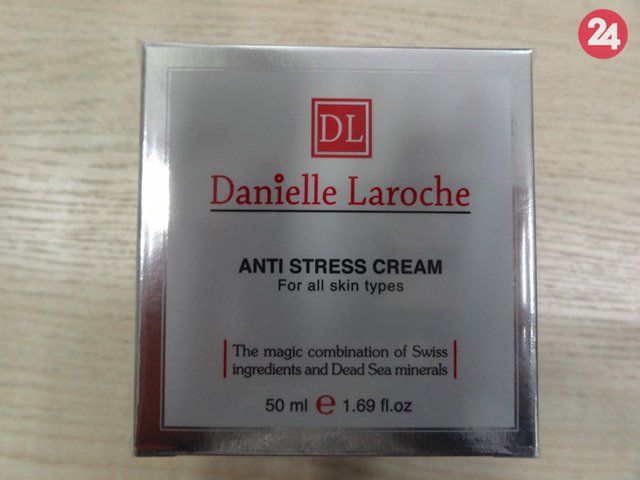 24
DL
Danielle Laroche
ANTI STRESS CREAM
For all skin types
The magic combination of Swiss
ingredients and Dead Sea minerals
50 ml ℮ 1.69 fl.oz